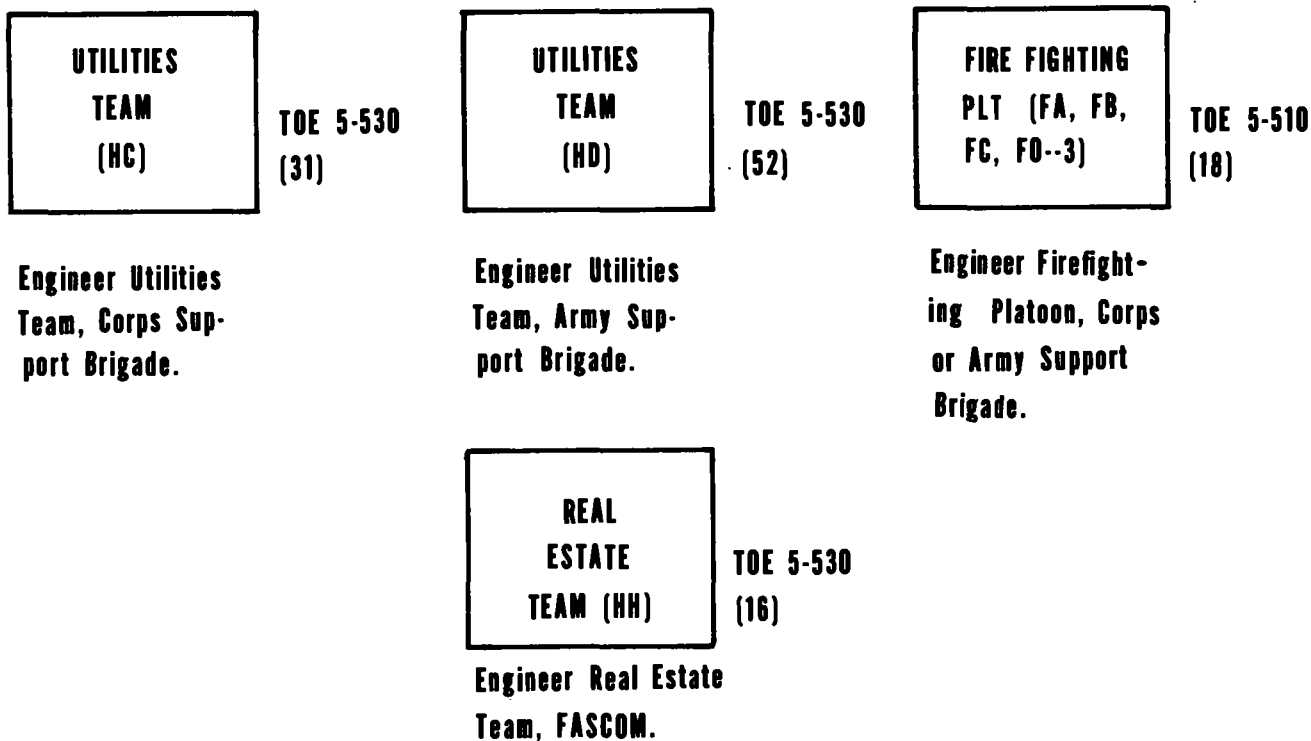 UTILITIES
TEAM
(HC)
TOE 5-530
(31)
Engineer Utilities
Team, Corps Sup-
port Brigade.
UTILITIES
TEAM
(HD)
TOE 5-530
(52)
Engineer Utilities
Team, Army Sup-
port Brigade.
FIRE FIGHTING
PLT (FA, FB,
FC, FO--3)
TOE 5-510
(18)
Engineer Firefight-
ing Platoon, Corps
or Army Support
Brigade.
REAL
ESTATE
TEAM (HH)
TOE 5-530
(16)
Engineer Real Estate
Team, FASCOM.